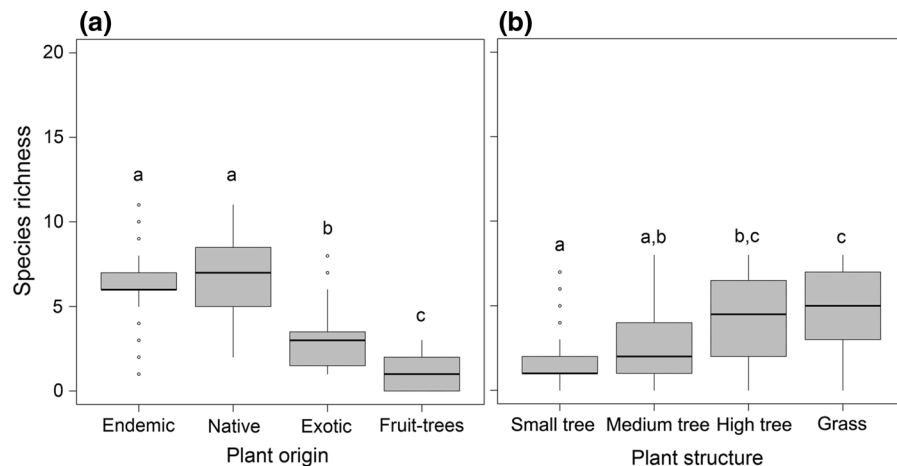 (a)
Species richness
20
15
10
5
0
a
a
b
c
Endemic Native Exotic Fruit-trees
Plant origin
(b)
a
a,b
b,c
c
Small tree Medium tree High tree Grass
Plant structure